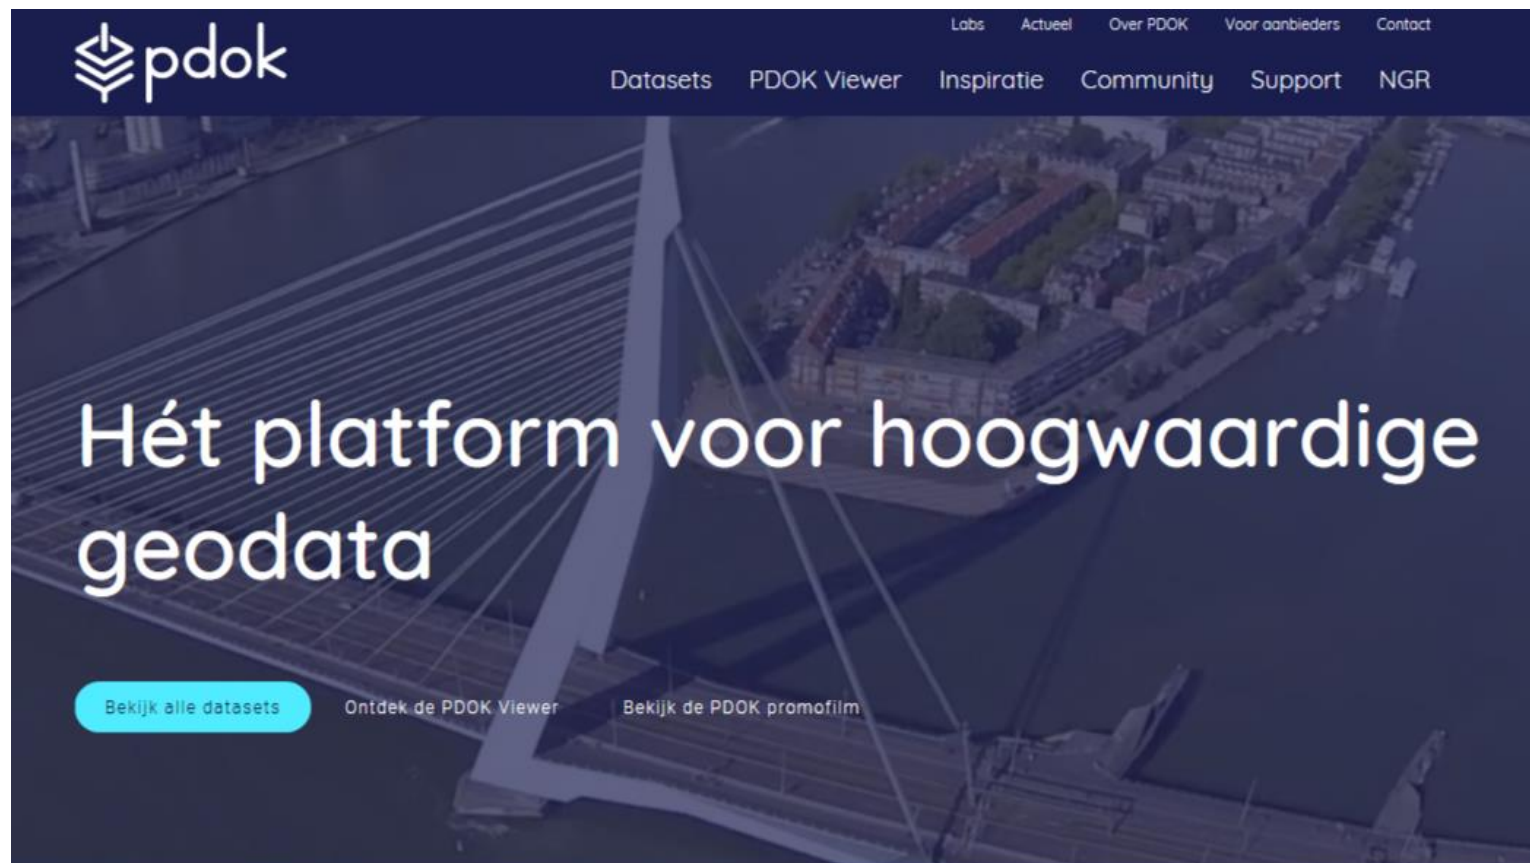 pdok
Labs Actueel Over PDOK Voor aanbieders Contact
Datasets PDOK Viewer Inspiratie Community Support NGR
Hét platform voor hoogwaardige
geodata
Bekijk alle datasets Ontdek de PDOK Viewer Bekijk de PDOK promofilm